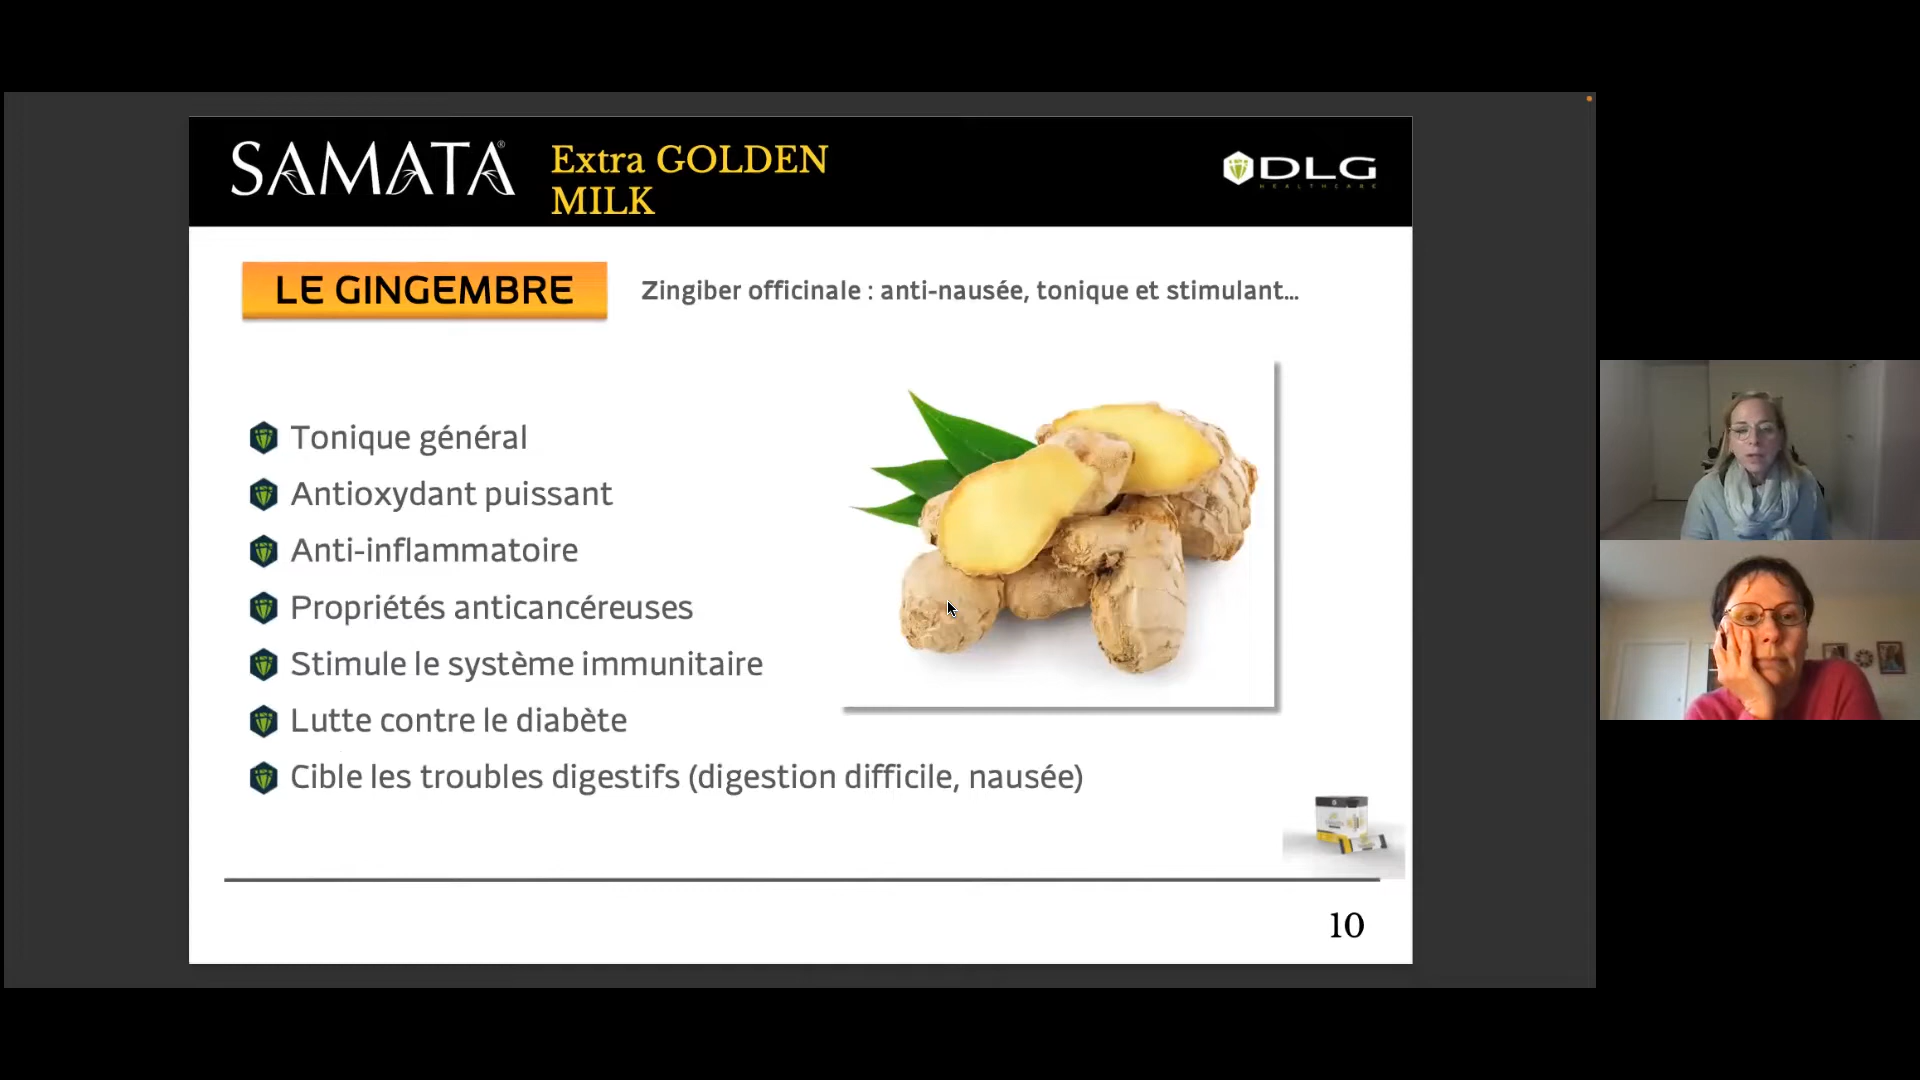 SAMATA®
Extra GOLDEN
MILK
DLG
HEALTHCARE
LE GINGEMBRE
Zingiber officinale : anti-nausée, tonique et stimulant...
Tonique général
Antioxydant puissant
Anti-inflammatoire
Propriétés anticancéreuses
Stimule le système immunitaire
Lutte contre le diabète
Cible les troubles digestifs (digestion difficile, nausée)
10